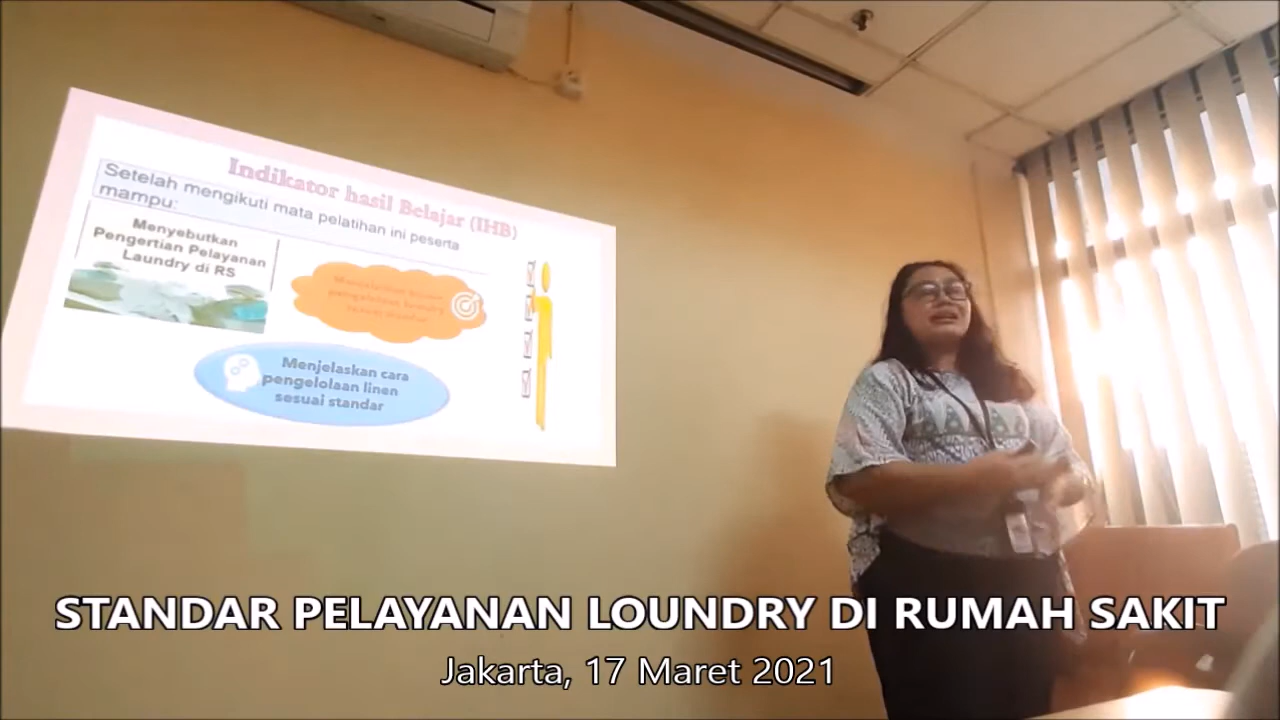 Indikator hasil Belajar (IHB)
Setelah mengikuti mata pelatihan ini peserta
mampu:
Menyebutkan
Pengertian Pelayanan
Laundry di RS
Menjelaskan cara
pengelolaan linen
sesuai standar
STANDAR PELAYANAN LOUNDRY DI RUMAH SAKIT
Jakarta, 17 Maret 2021